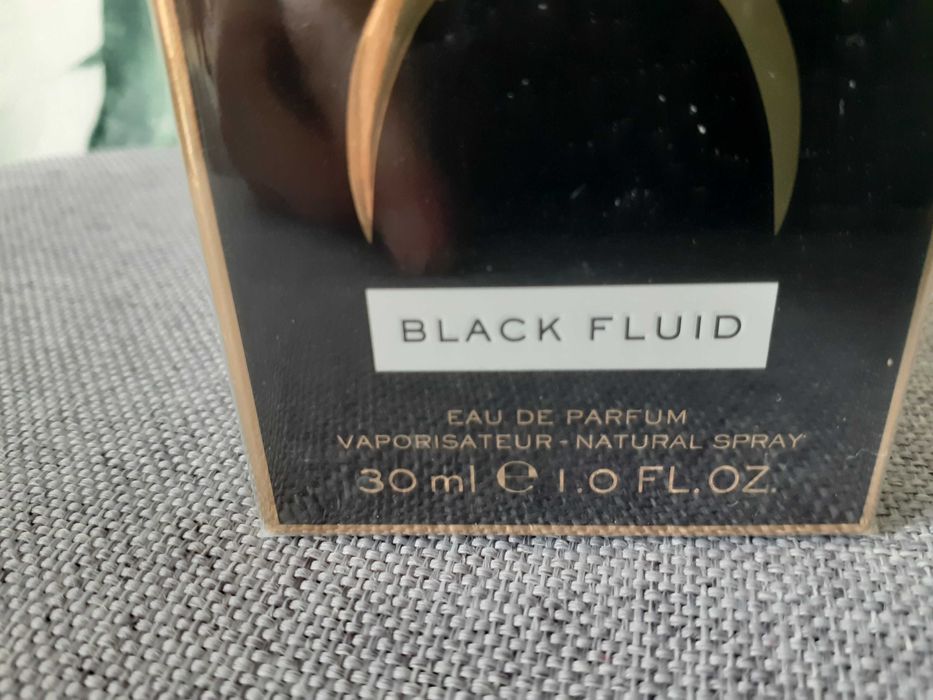 BLACK FLUID
EAU DE PARFUM
VAPORISATEUR - NATURAL SPRAY
30 ml ℮ 1.0 FL.OZ.